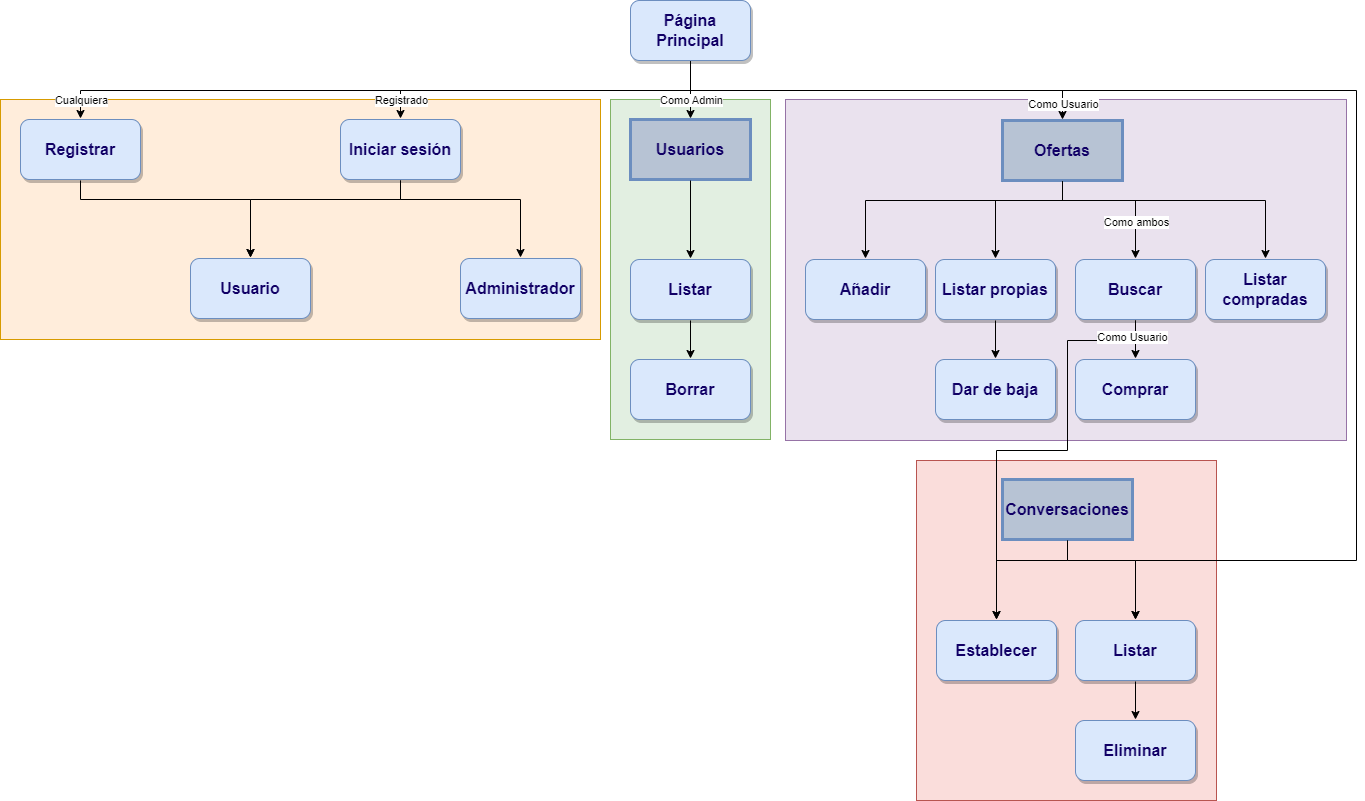 Página
Principal
Cualquiera
Registrado
Como Admin
Como Usuario
Registrar
Iniciar sesión
Usuarios
Ofertas
Como ambos
Usuario
Administrador
Listar
Añadir
Listar propias
Buscar
Listar
compradas
Como Usuario
Borrar
Dar de baja
Comprar
Conversaciones
Establecer
Listar
Eliminar